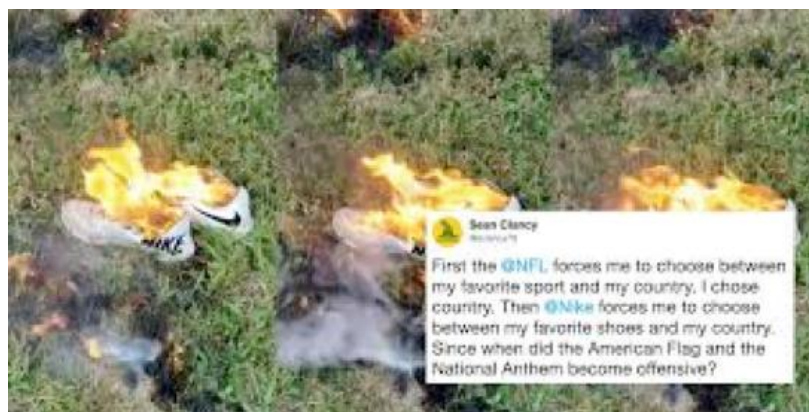 NIKE
Sean Clancy
First the @NFL forces me to choose between
my favorite sport and my country. I chose
country. Then @Nike forces me to choose
between my favorite shoes and my country.
Since when did the American Flag and the
National Anthem become offensive?